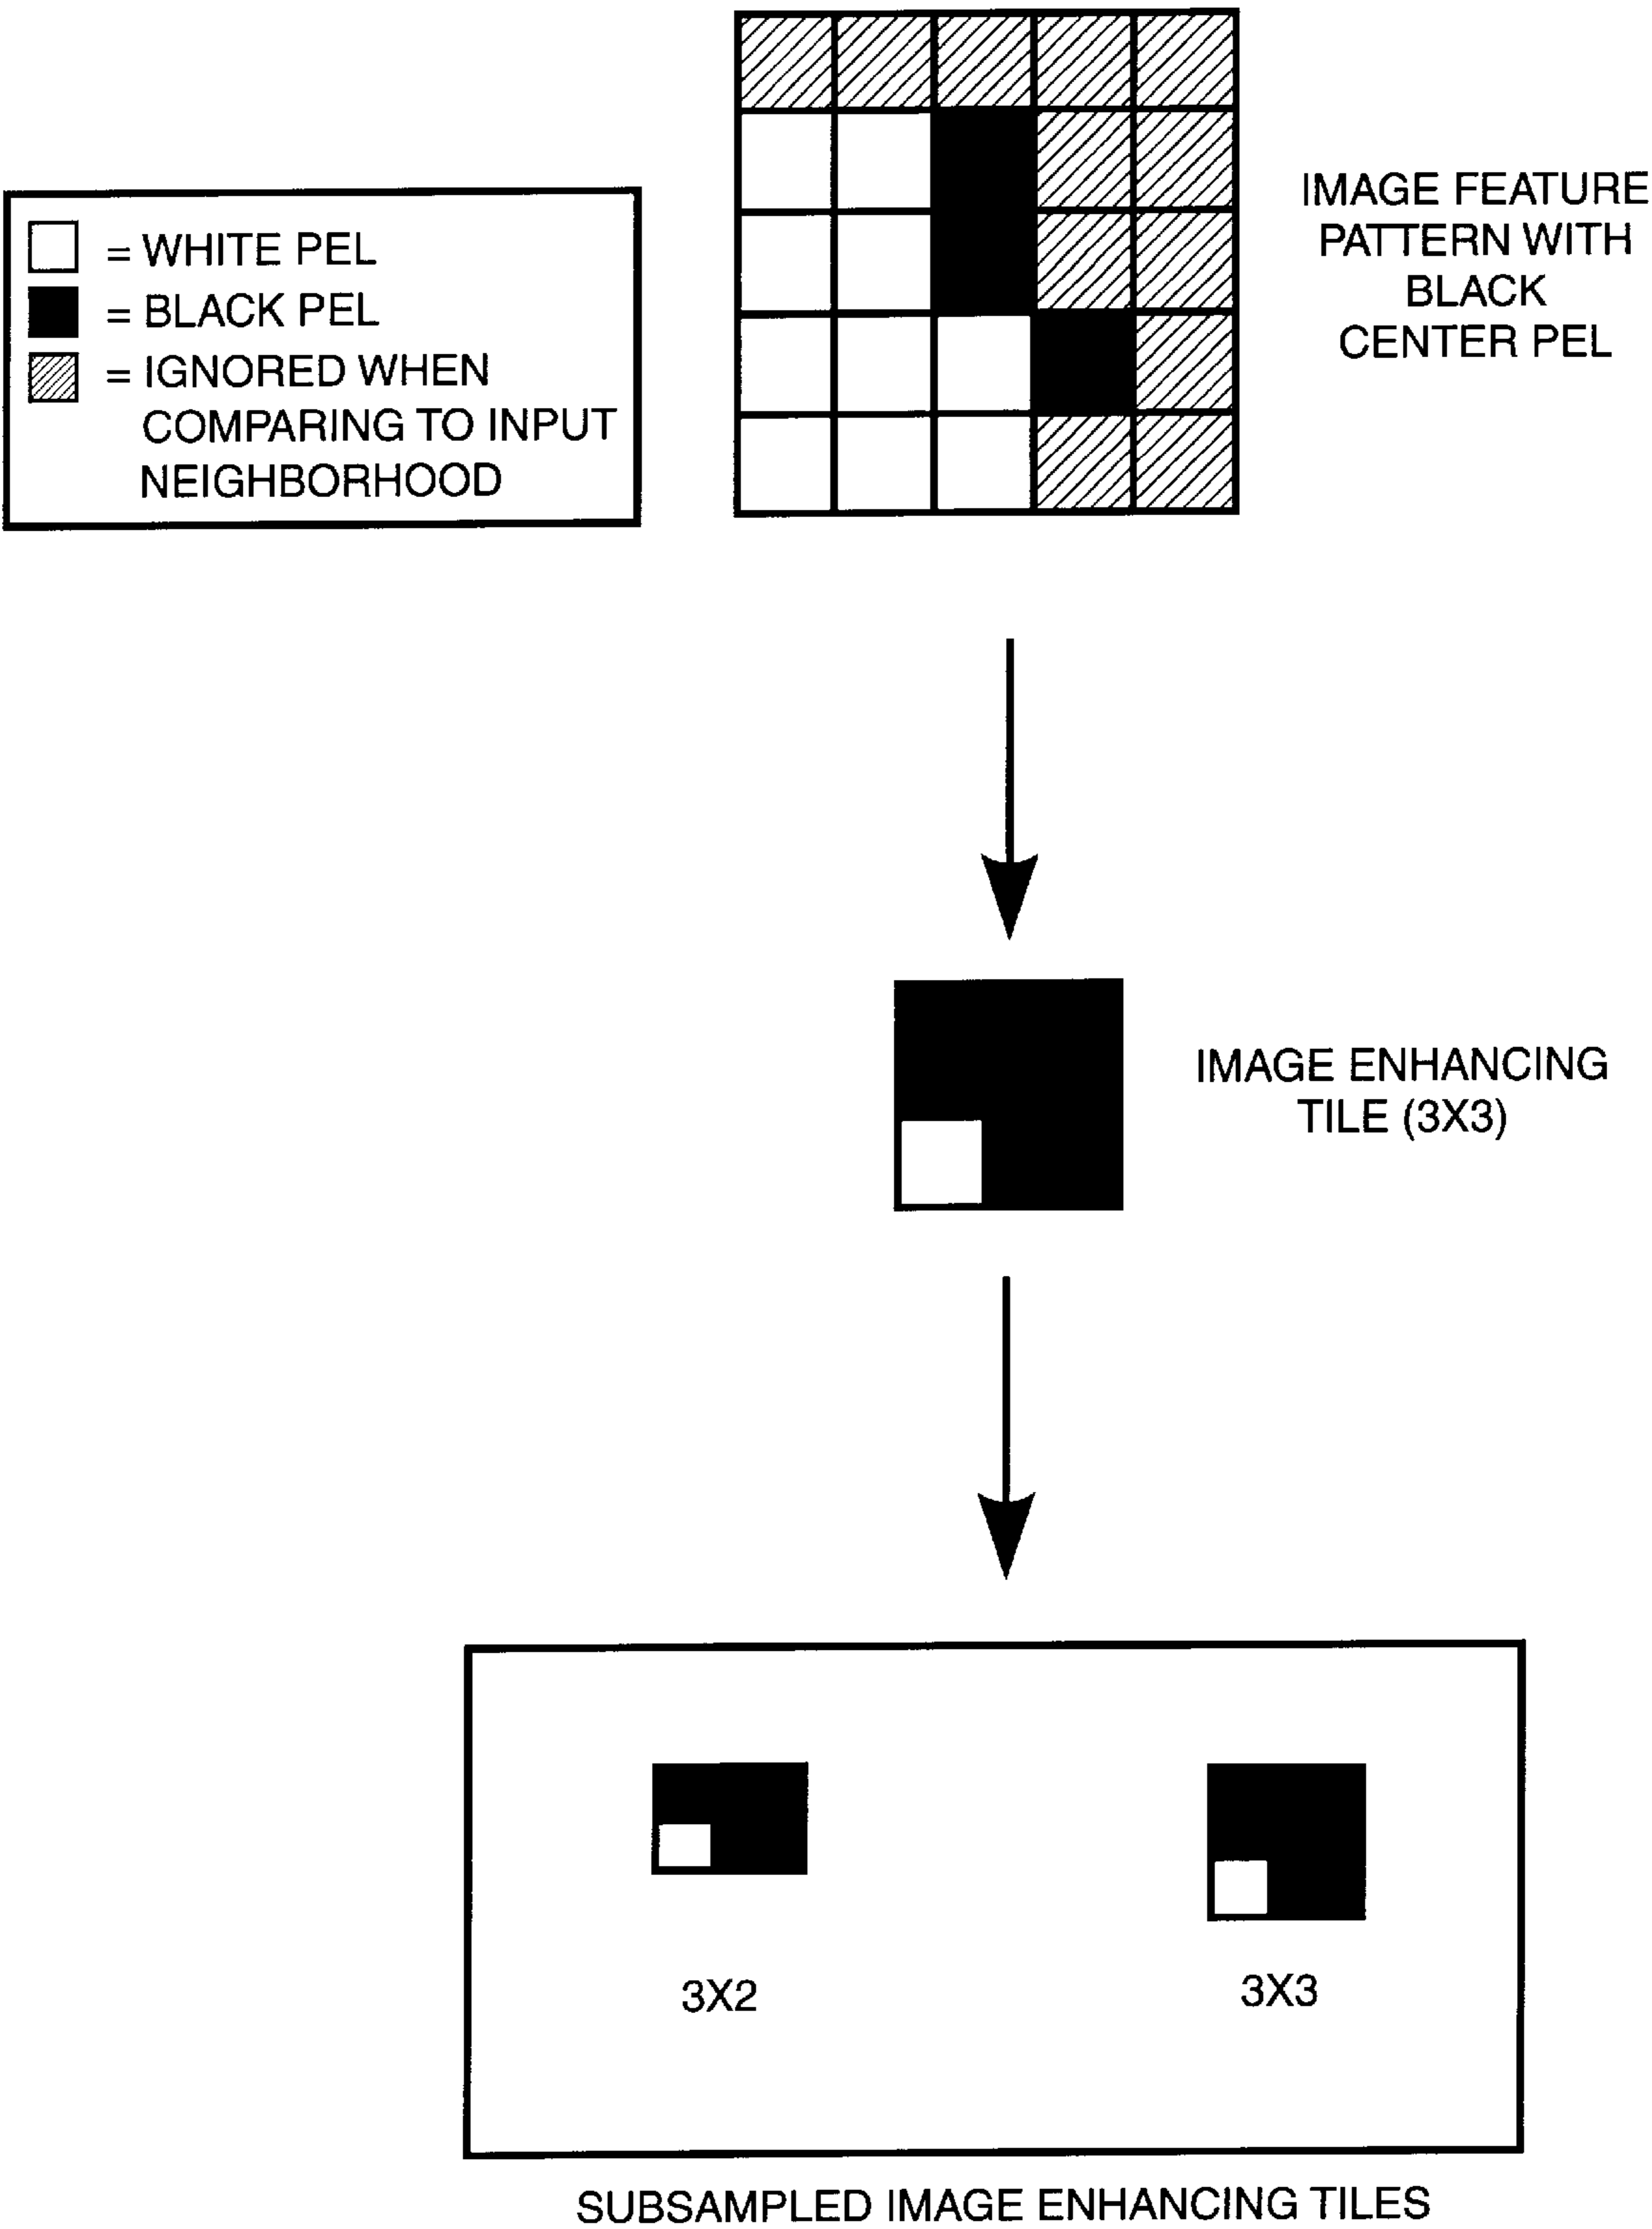 IMAGE FEATURE
PATTERN WITH
BLACK
CENTER PEL
= WHITE PEL
= BLACK PEL
= IGNORED WHEN
COMPARING TO INPUT
NEIGHBORHOOD
IMAGE ENHANCING
TILE (3X3)
3X2
3X3
SUBSAMPLED IMAGE ENHANCING TILES